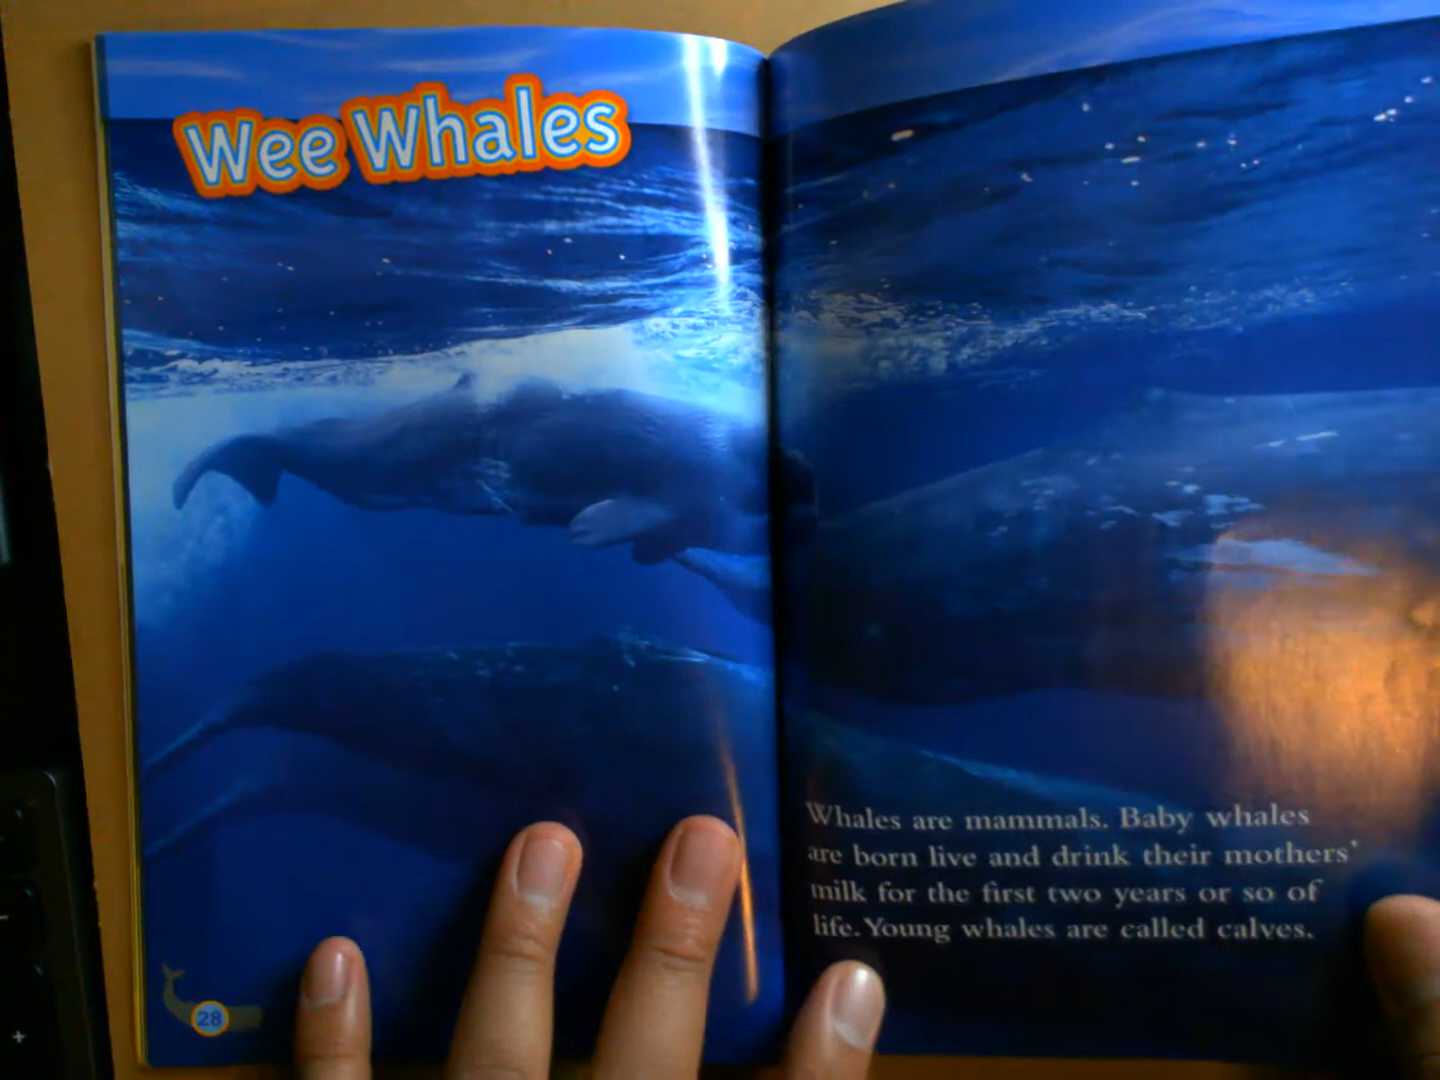 Wee Whales
Whales are mammals. Baby whales
are born live and drink their mothers'
milk for the first two years or so of
life. Young whales are called calves.
28